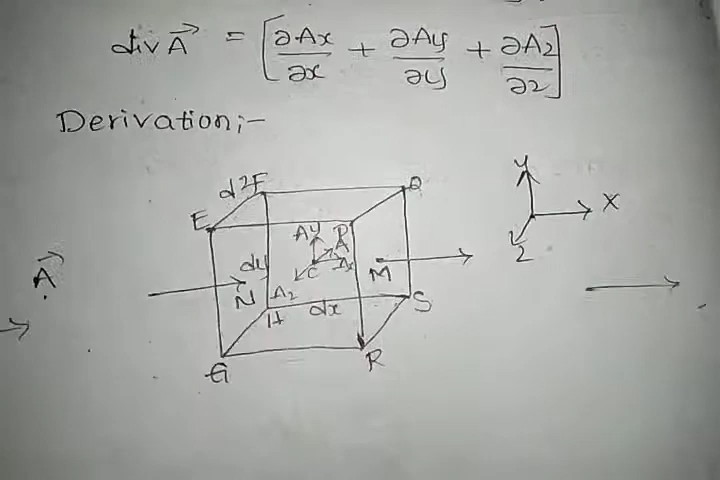 div A⃗ = [∂Ax/∂x + ∂Ay/∂y + ∂Az/∂z]
Derivation;-
Y
dz F Q
E Ay P X
A
A⃗ dy C Ax M Z
N Az
H dx S
G R